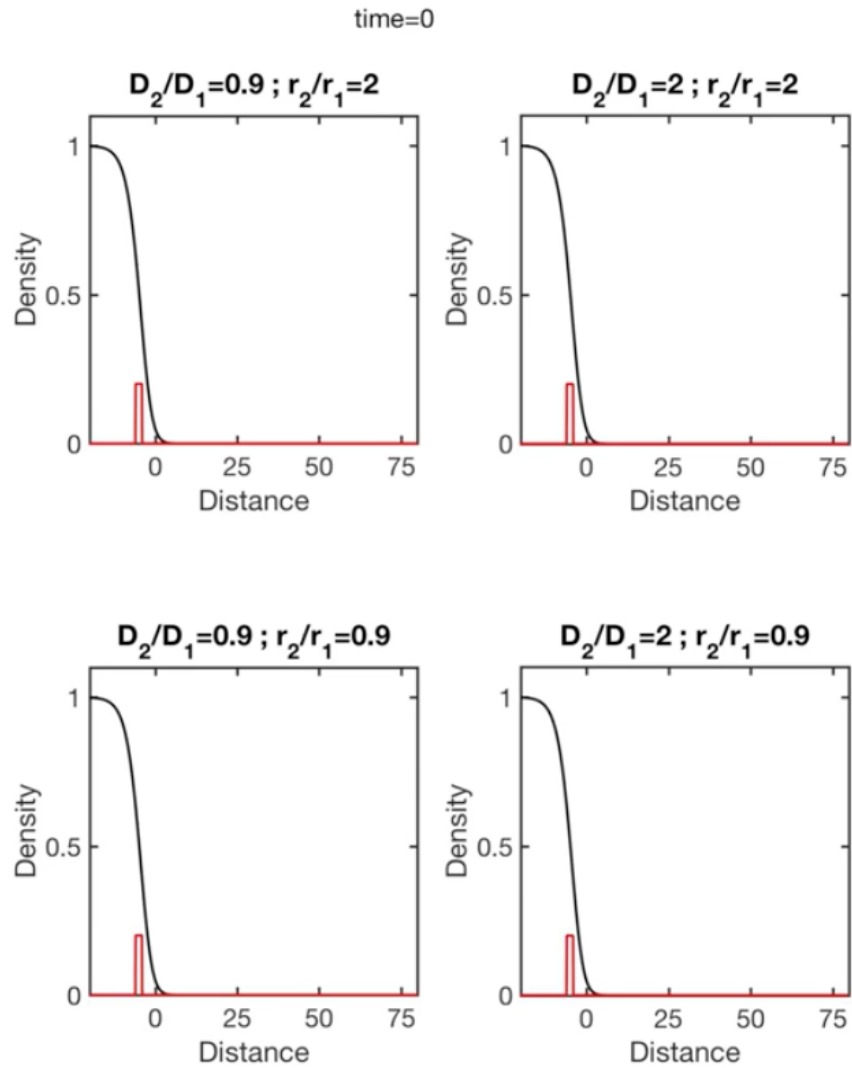 time=0
D₂/D₁=0.9 ; r₂/r₁=2
1
0.5
0
Density
0 25 50 75
Distance
D₂/D₁=2 ; r₂/r₁=2
1
0.5
0
Density
0 25 50 75
Distance
D₂/D₁=0.9 ; r₂/r₁=0.9
1
0.5
0
Density
0 25 50 75
Distance
D₂/D₁=2 ; r₂/r₁=0.9
1
0.5
0
Density
0 25 50 75
Distance